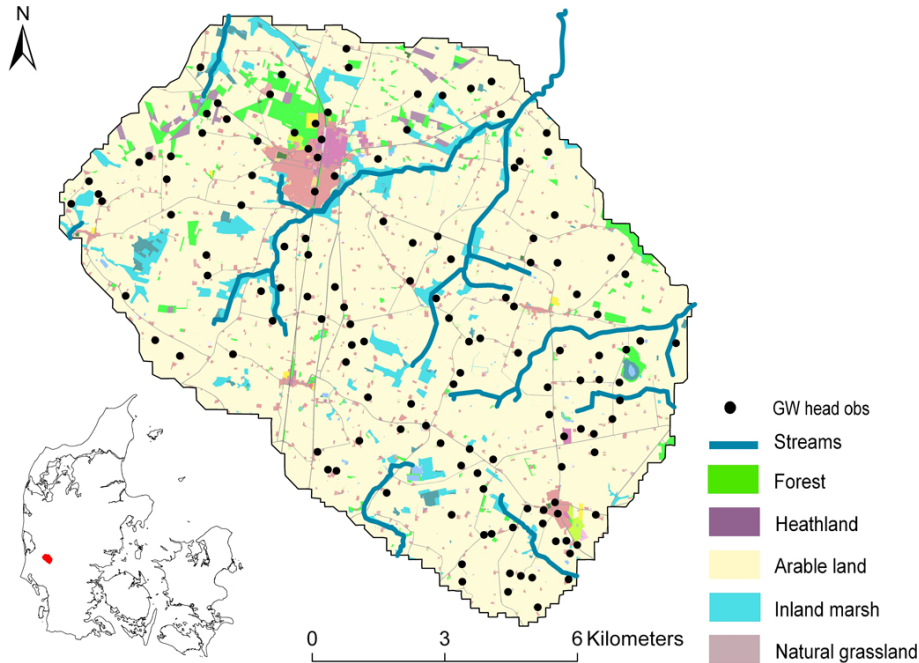 N
GW head obs
Streams
Forest
Heathland
Arable land
Inland marsh
Natural grassland
0 3 6 Kilometers